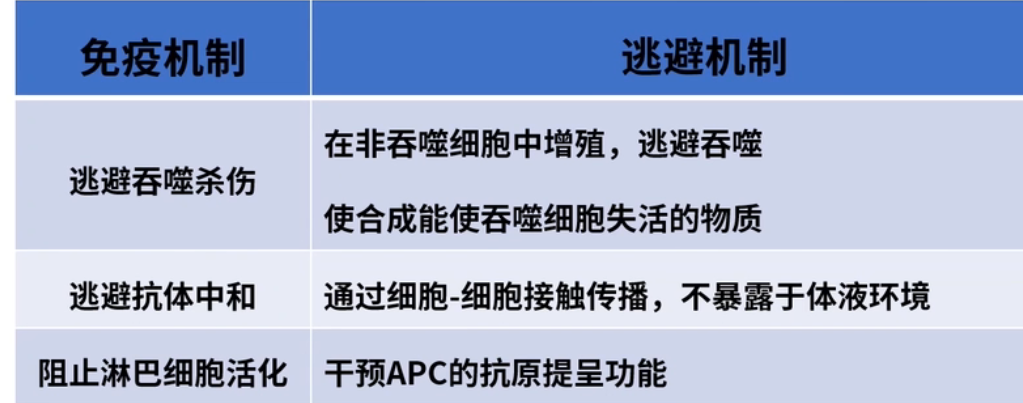 免疫机制
逃避机制
逃避吞噬杀伤
在非吞噬细胞中增殖，逃避吞噬
使合成能使吞噬细胞失活的物质
逃避抗体中和
通过细胞-细胞接触传播，不暴露于体液环境
阻止淋巴细胞活化
干预APC的抗原提呈功能